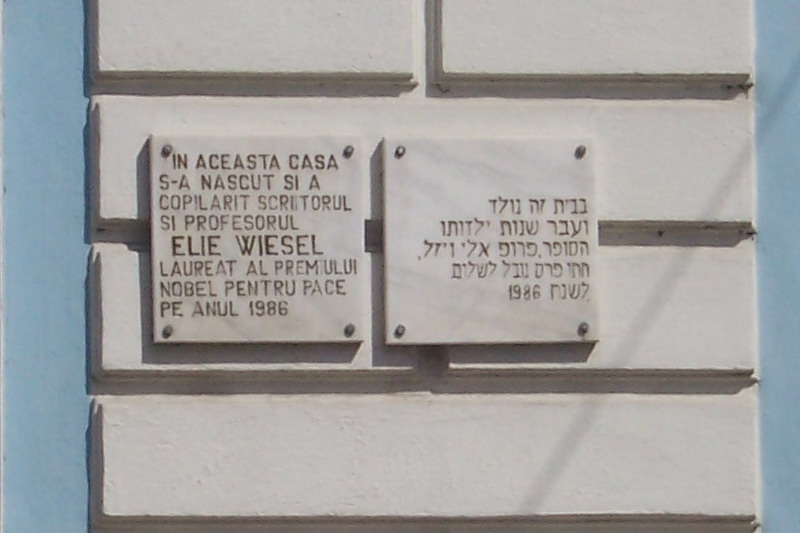 IN ACEASTA CASA
S-A NASCUT SI A
COPILARIT SCRIITORUL
SI PROFESORUL
ELIE WIESEL
LAUREAT AL PREMIULUI
NOBEL PENTRU PACE
PE ANUL 1986
בבית זה נולד
ועבר שנות ילדותו
הסופר, פרופ אלי ויזל,
חתן פרס נובל לשלום
לשנת 1986